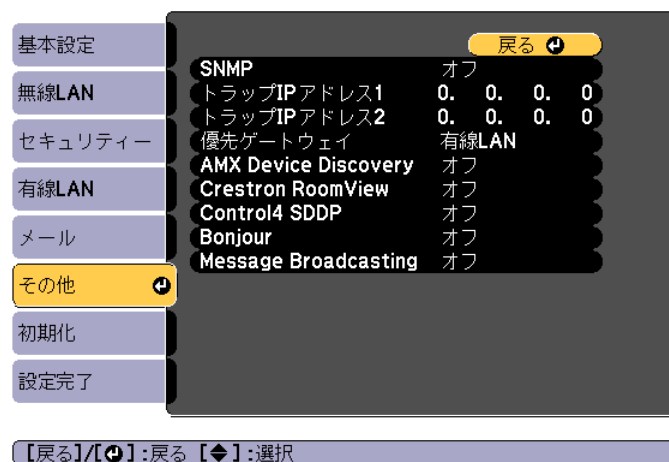 基本設定
無線LAN
セキュリティー
有線LAN
メール
その他
初期化
設定完了
戻る
SNMP オフ
トラップIPアドレス1 0. 0. 0. 0
トラップIPアドレス2 0. 0. 0. 0
優先ゲートウェイ 有線LAN
AMX Device Discovery オフ
Crestron RoomView オフ
Control4 SDDP オフ
Bonjour オフ
Message Broadcasting オフ
[戻る]/[⏎]:戻る [◆]:選択